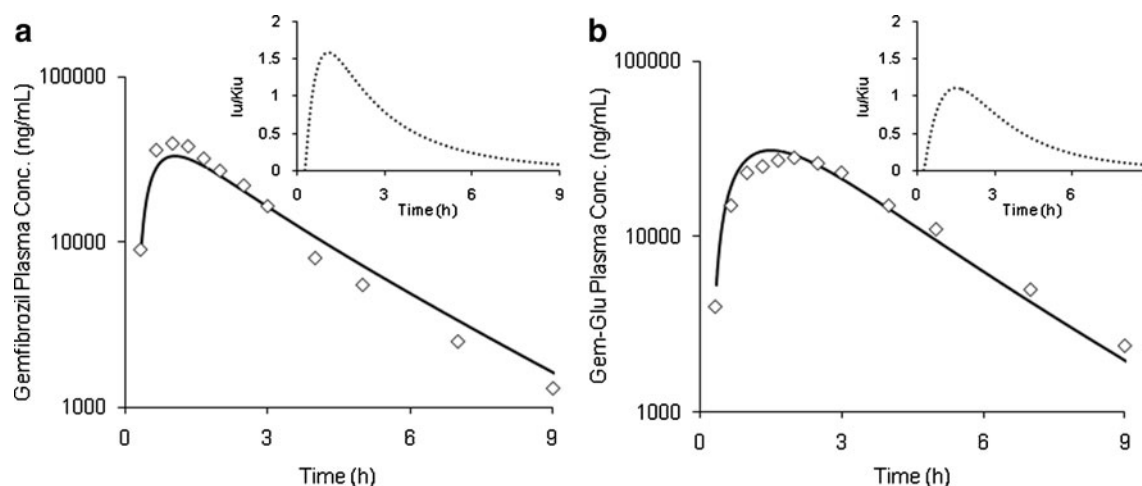 a
Gemfibrozil Plasma Conc. (ng/mL)
100000
10000
1000
0 3 6 9
Time (h)
Iu/Kiu
2
1.5
1
0.5
0
0 3 6 9
Time (h)
b
Gem-Glu Plasma Conc. (ng/mL)
100000
10000
1000
0 3 6 9
Time (h)
Iu/Kiu
2
1.5
1
0.5
0
0 3 6
Time (h)